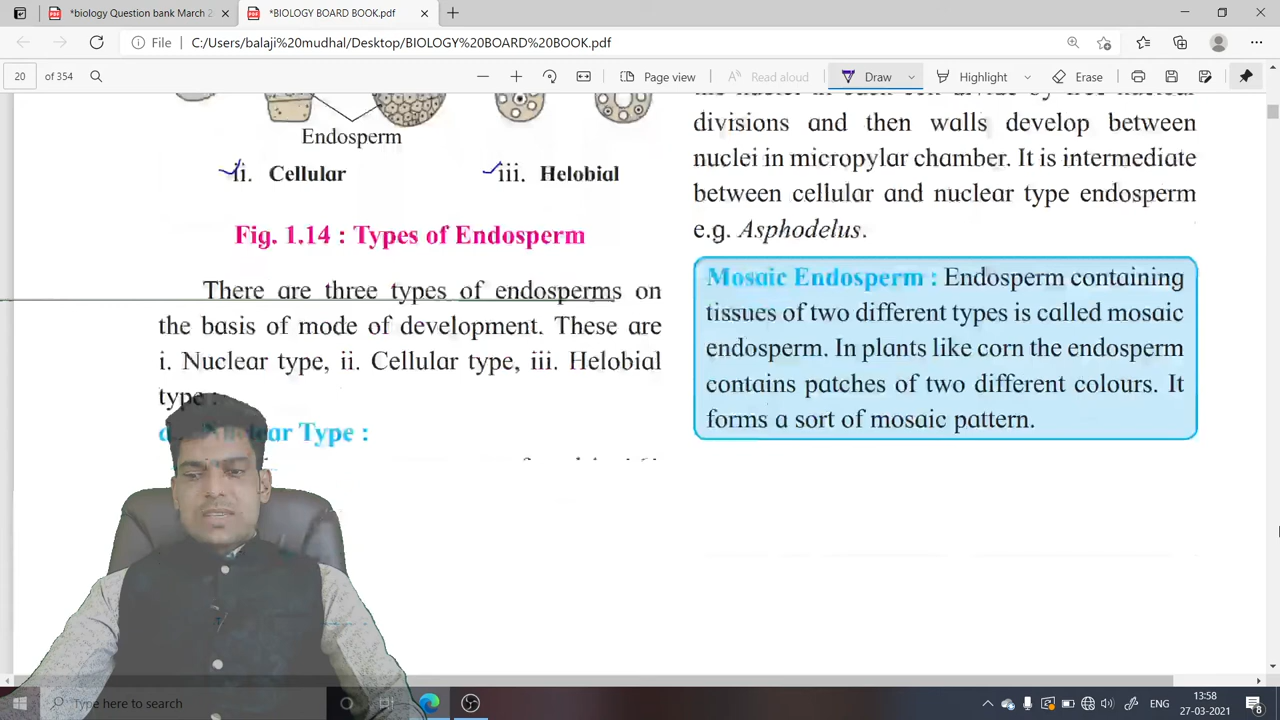 *biology Question bank March 2
*BIOLOGY BOARD BOOK.pdf
File
C:/Users/balaji%20mudhal/Desktop/BIOLOGY%20BOARD%20BOOK.pdf
20 of 354
Page view
Read aloud
Draw
Highlight
Erase
Endosperm
ii. Cellular
iii. Helobial
Fig. 1.14 : Types of Endosperm
There are three types of endosperms on
the basis of mode of development. These are
i. Nuclear type, ii. Cellular type, iii. Helobial
type :
Nuclear Type :
divisions and then walls develop between
nuclei in micropylar chamber. It is intermediate
between cellular and nuclear type endosperm
e.g. Asphodelus.
Mosaic Endosperm : Endosperm containing
tissues of two different types is called mosaic
endosperm. In plants like corn the endosperm
contains patches of two different colours. It
forms a sort of mosaic pattern.
Type here to search
ENG
13:58
27-03-2021
8